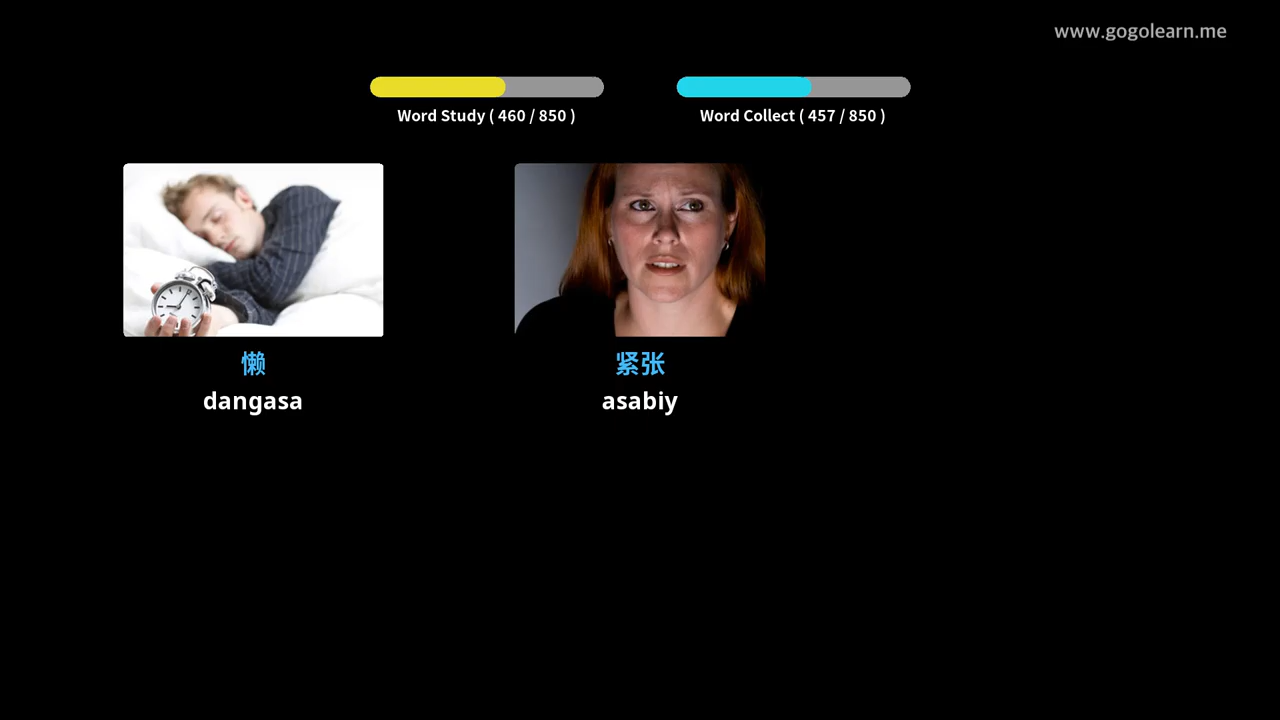 www.gogolearn.me
Word Study ( 460 / 850 )
Word Collect ( 457 / 850 )
懒
dangasa
紧张
asabiy